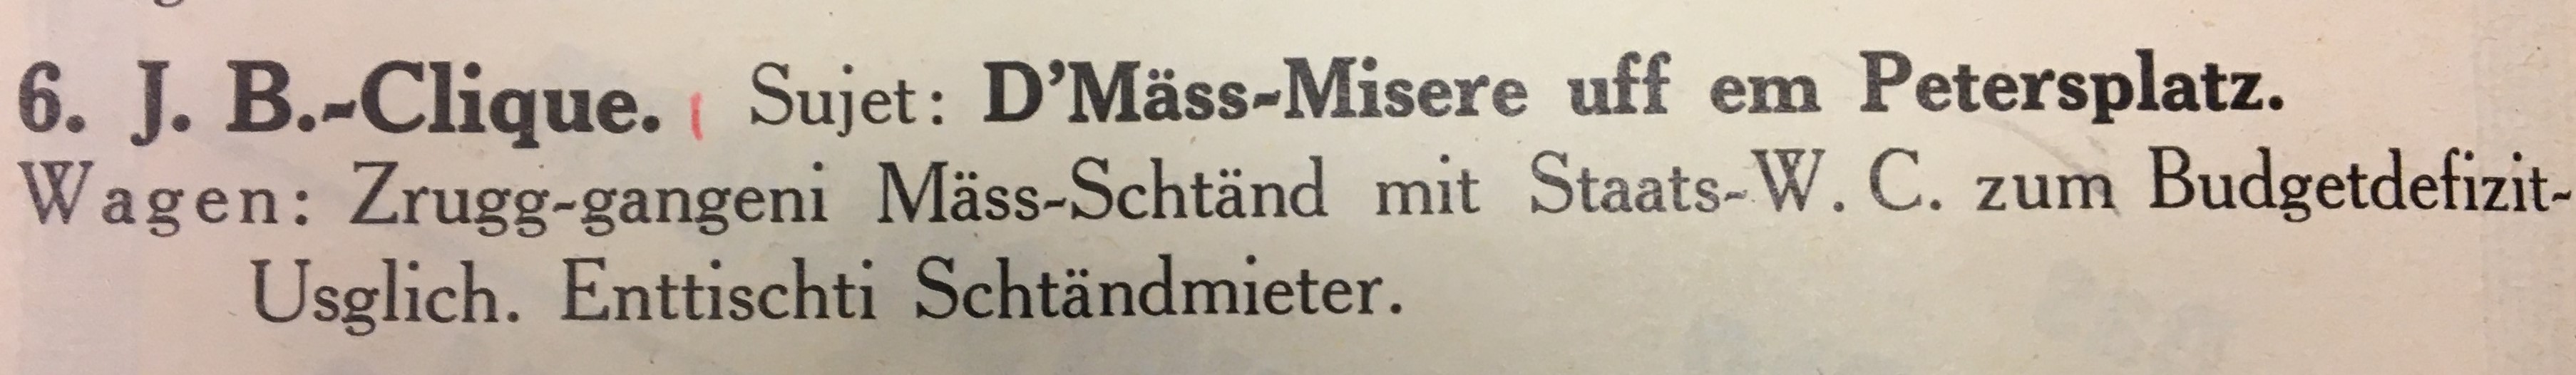 6. J. B.-Clique. Sujet: D'Mäss-Misere uff em Petersplatz.
Wagen: Zrugg-gangeni Mäss-Schtänd mit Staats-W. C. zum Budgetdefizit-
Usglich. Enttischti Schtändmieter.